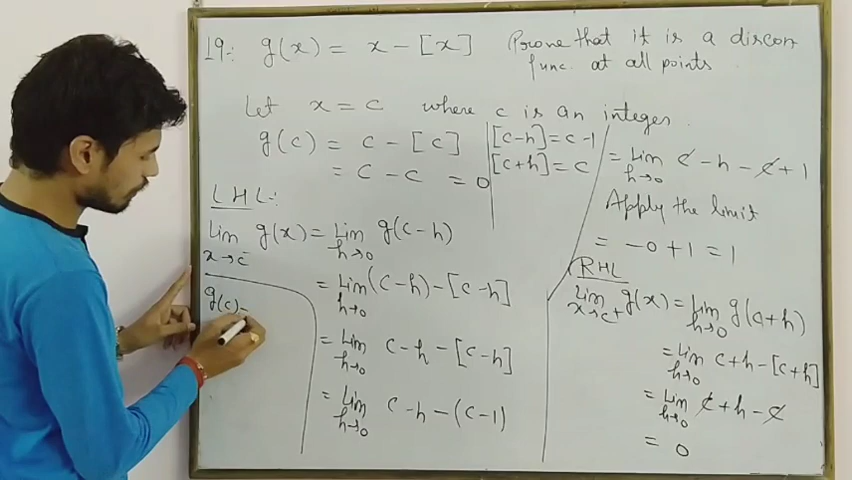 19:. g(x) = x - [x] Prove that it is a discon
func. at all points
Let x = c where c is an integer.
g(c) = c - [c]
= c - c = 0
[c-h] = c-1
[c+h] = c
LHL:.
Lim x→c⁻ g(x) = Lim h→0 g(c-h)
= Lim h→0 (c-h) - [c-h]
= Lim h→0 c-h - [c-h]
= Lim h→0 c-h - (c-1)
= Lim h→0 c - h - c + 1
Apply the limit
= -0 + 1 = 1
RHL
Lim x→c⁺ g(x) = Lim h→0 g(c+h)
= Lim h→0 c+h - [c+h]
= Lim h→0 c + h - c
= 0
g(c) =